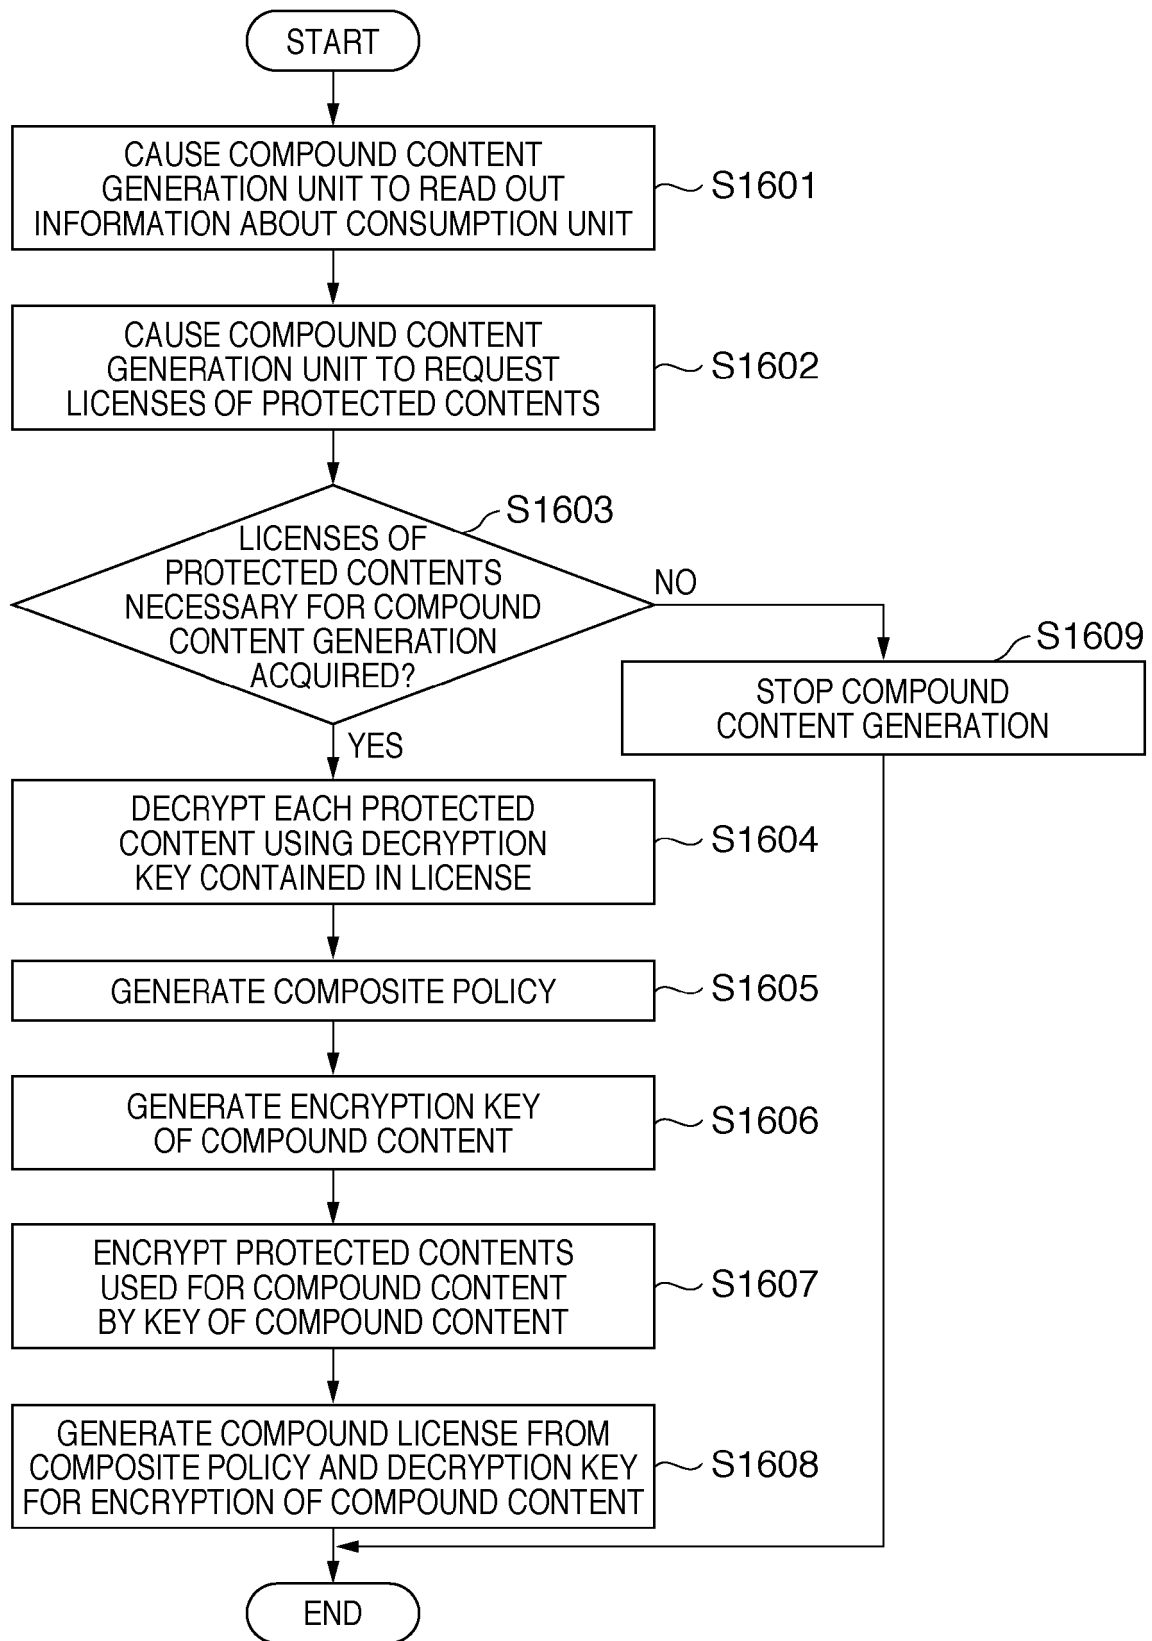 START
CAUSE COMPOUND CONTENT
GENERATION UNIT TO READ OUT
INFORMATION ABOUT CONSUMPTION UNIT
S1601
CAUSE COMPOUND CONTENT
GENERATION UNIT TO REQUEST
LICENSES OF PROTECTED CONTENTS
S1602
S1603
LICENSES OF
PROTECTED CONTENTS
NECESSARY FOR COMPOUND
CONTENT GENERATION
ACQUIRED?
NO
S1609
STOP COMPOUND
CONTENT GENERATION
YES
DECRYPT EACH PROTECTED
CONTENT USING DECRYPTION
KEY CONTAINED IN LICENSE
S1604
GENERATE COMPOSITE POLICY
S1605
GENERATE ENCRYPTION KEY
OF COMPOUND CONTENT
S1606
ENCRYPT PROTECTED CONTENTS
USED FOR COMPOUND CONTENT
BY KEY OF COMPOUND CONTENT
S1607
GENERATE COMPOUND LICENSE FROM
COMPOSITE POLICY AND DECRYPTION KEY
FOR ENCRYPTION OF COMPOUND CONTENT
S1608
END